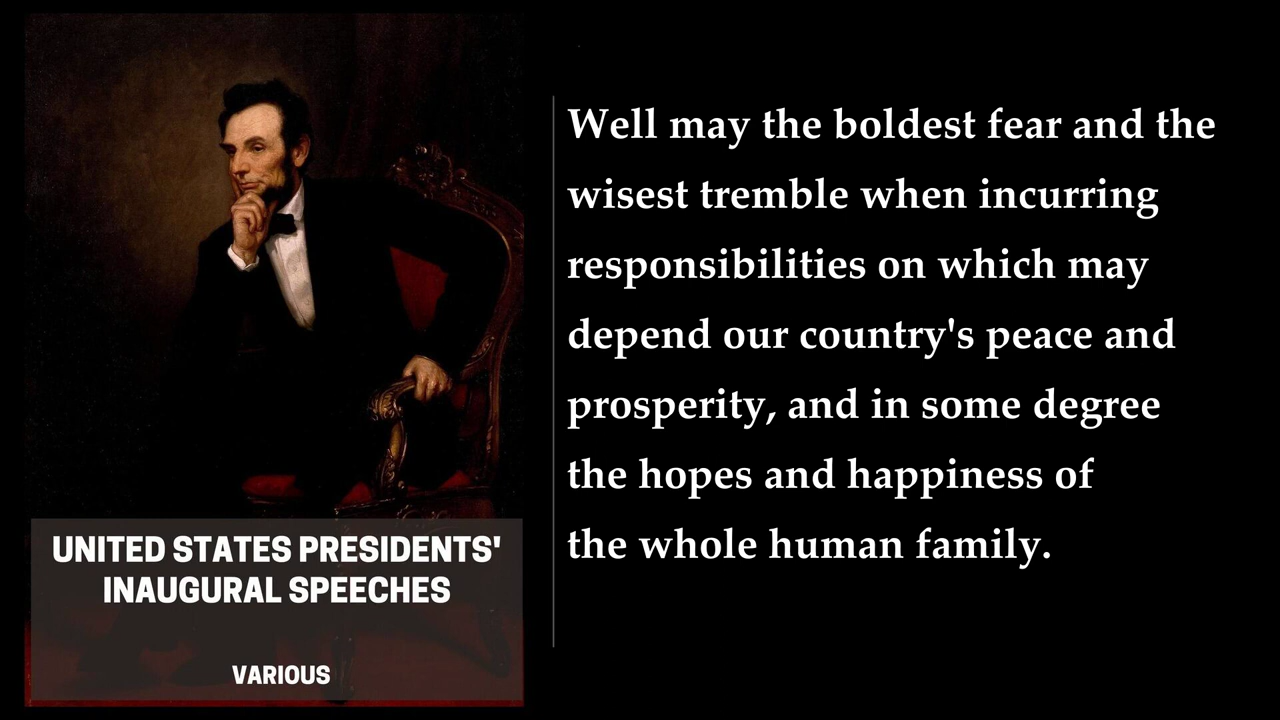 UNITED STATES PRESIDENTS'
INAUGURAL SPEECHES
VARIOUS
Well may the boldest fear and the
wisest tremble when incurring
responsibilities on which may
depend our country's peace and
prosperity, and in some degree
the hopes and happiness of
the whole human family.